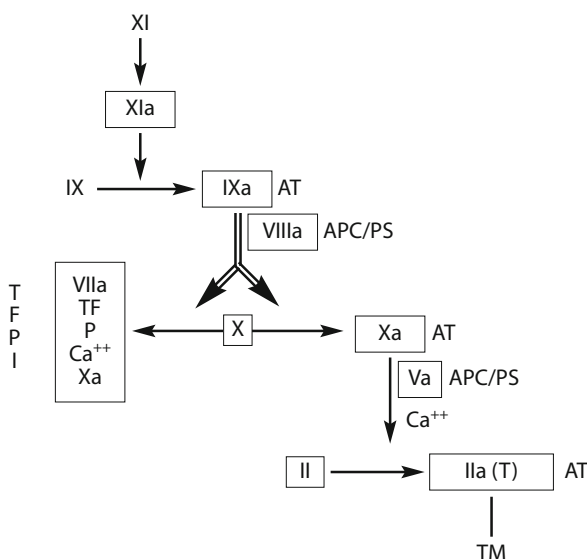 XI
XIa
IX
IXa
AT
VIIIa
APC/PS
T
F
P
I
VIIa
TF
P
Ca⁺⁺
Xa
X
Xa
AT
Va
APC/PS
Ca⁺⁺
II
IIa (T)
AT
TM